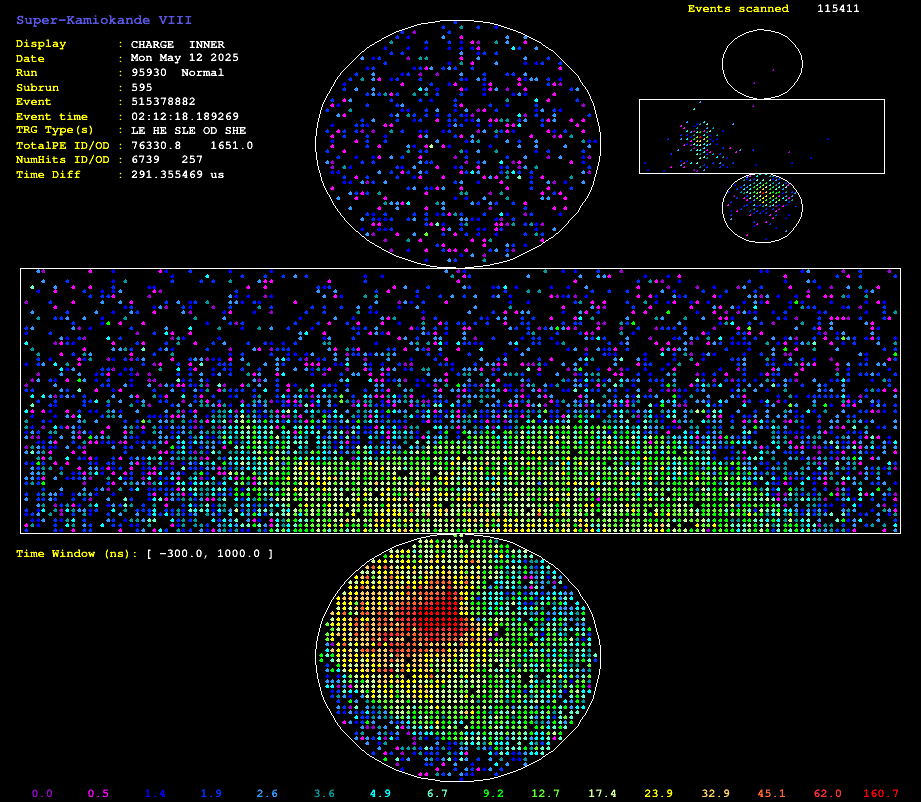 Super-Kamiokande VIII
Events scanned 115411
Display : CHARGE INNER
Date : Mon May 12 2025
Run : 95930 Normal
Subrun : 595
Event : 515378882
Event time : 02:12:18.189269
TRG Type(s) : LE HE SLE OD SHE
TotalPE ID/OD : 76330.8 1651.0
NumHits ID/OD : 6739 257
Time Diff : 291.355469 us
Time Window (ns): [ −300.0, 1000.0 ]
0.0 0.5 1.4 1.9 2.6 3.6 4.9 6.7 9.2 12.7 17.4 23.9 32.9 45.1 62.0 160.7